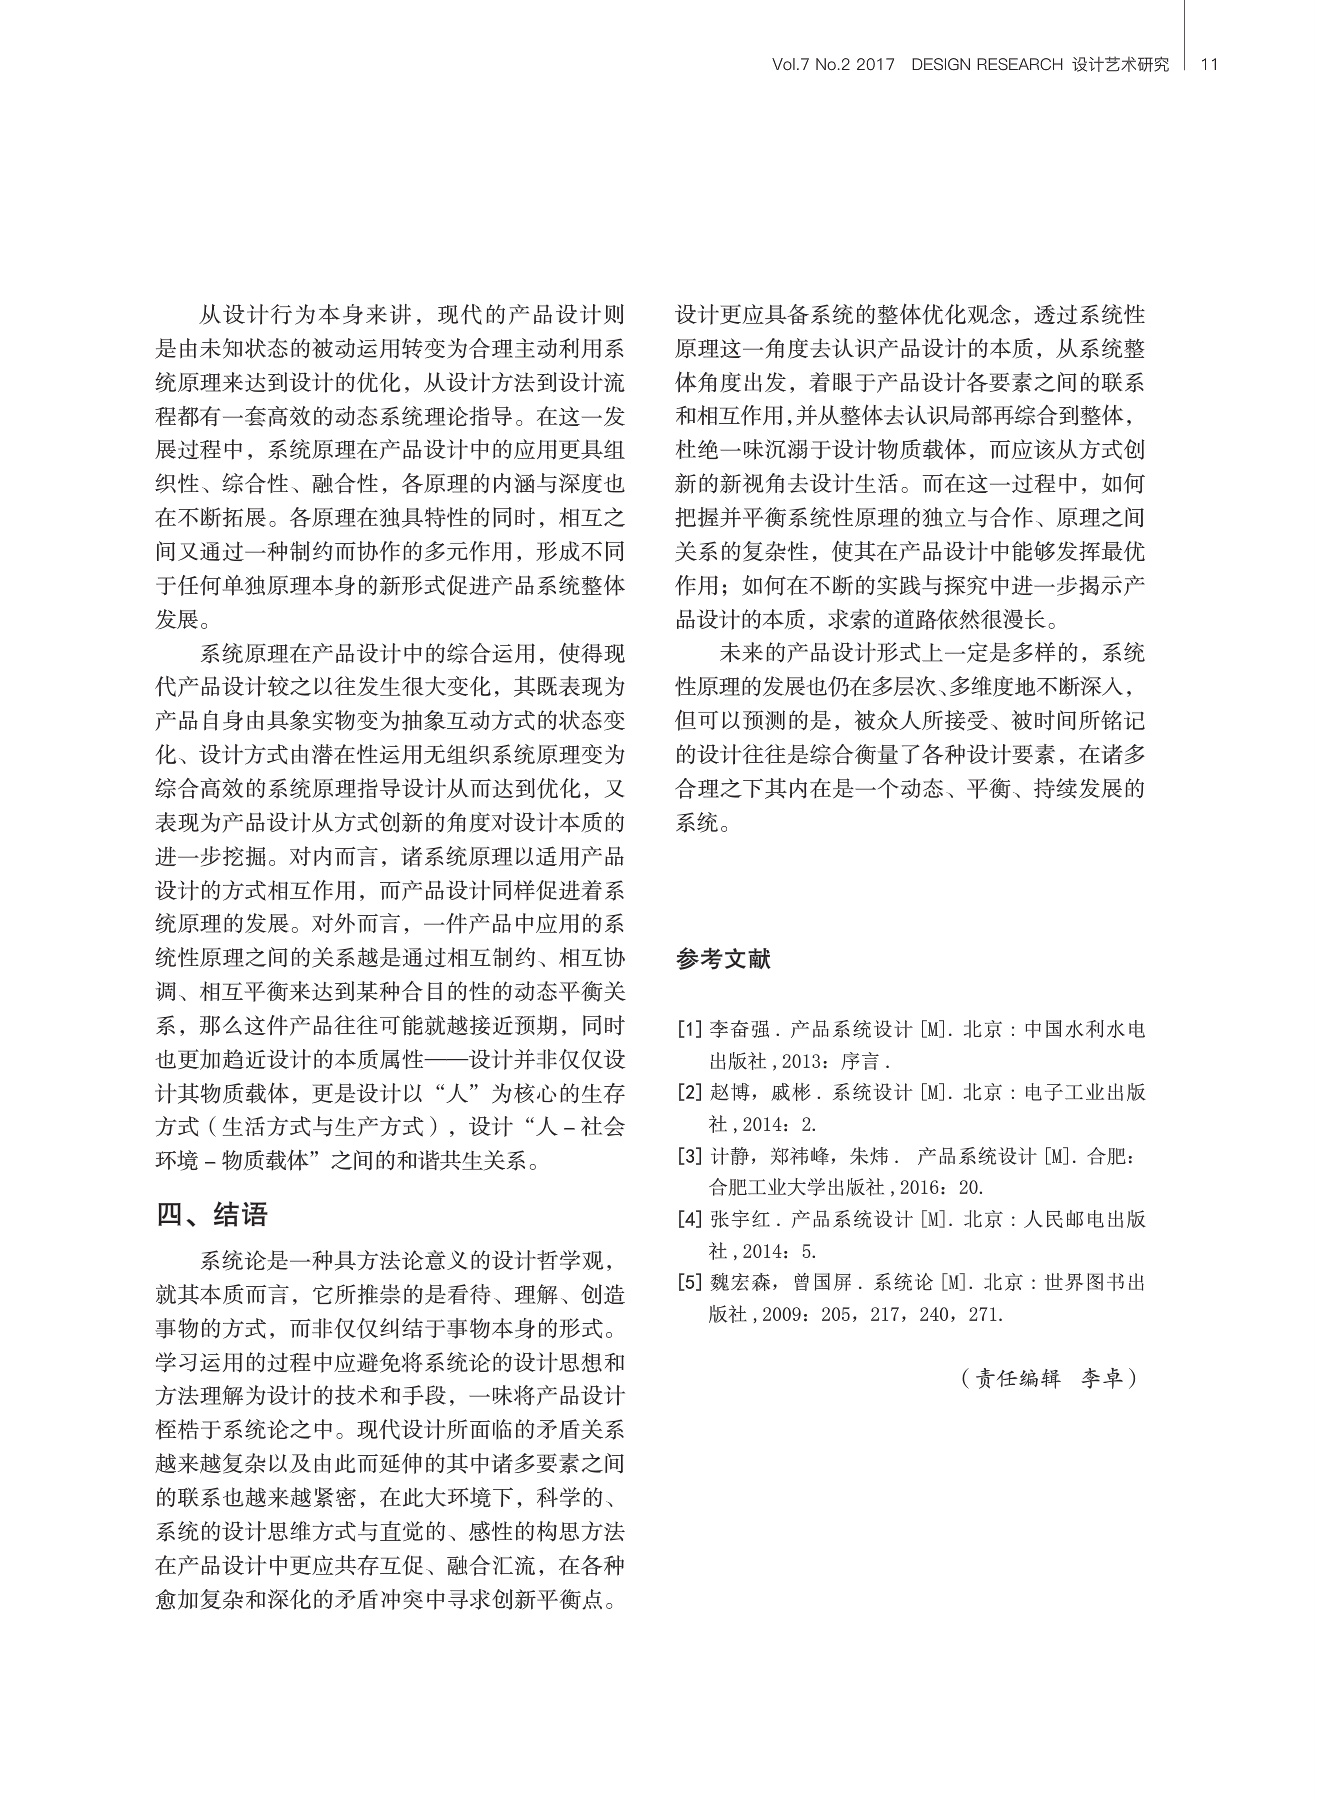 Vol.7 No.2 2017 DESIGN RESEARCH 设计艺术研究 11
从设计行为本身来讲，现代的产品设计则
是由未知状态的被动运用转变为合理主动利用系
统原理来达到设计的优化，从设计方法到设计流
程都有一套高效的动态系统理论指导。在这一发
展过程中，系统原理在产品设计中的应用更具组
织性、综合性、融合性，各原理的内涵与深度也
在不断拓展。各原理在独具特性的同时，相互之
间又通过一种制约而协作的多元作用，形成不同
于任何单独原理本身的新形式促进产品系统整体
发展。
系统原理在产品设计中的综合运用，使得现
代产品设计较之以往发生很大变化，其既表现为
产品自身由具象实物变为抽象互动方式的状态变
化、设计方式由潜在性运用无组织系统原理变为
综合高效的系统原理指导设计从而达到优化，又
表现为产品设计从方式创新的角度对设计本质的
进一步挖掘。对内而言，诸系统原理以适用产品
设计的方式相互作用，而产品设计同样促进着系
统原理的发展。对外而言，一件产品中应用的系
统性原理之间的关系越是通过相互制约、相互协
调、相互平衡来达到某种合目的性的动态平衡关
系，那么这件产品往往可能就越接近预期，同时
也更加趋近设计的本质属性——设计并非仅仅设
计其物质载体，更是设计以“人”为核心的生存
方式（生活方式与生产方式），设计“人－社会
环境－物质载体”之间的和谐共生关系。
四、结语
系统论是一种具方法论意义的设计哲学观，
就其本质而言，它所推崇的是看待、理解、创造
事物的方式，而非仅仅纠结于事物本身的形式。
学习运用的过程中应避免将系统论的设计思想和
方法理解为设计的技术和手段，一味将产品设计
桎梏于系统论之中。现代设计所面临的矛盾关系
越来越复杂以及由此而延伸的其中诸多要素之间
的联系也越来越紧密，在此大环境下，科学的、
系统的设计思维方式与直觉的、感性的构思方法
在产品设计中更应共存互促、融合汇流，在各种
愈加复杂和深化的矛盾冲突中寻求创新平衡点。
设计更应具备系统的整体优化观念，透过系统性
原理这一角度去认识产品设计的本质，从系统整
体角度出发，着眼于产品设计各要素之间的联系
和相互作用,并从整体去认识局部再综合到整体，
杜绝一味沉溺于设计物质载体，而应该从方式创
新的新视角去设计生活。而在这一过程中，如何
把握并平衡系统性原理的独立与合作、原理之间
关系的复杂性，使其在产品设计中能够发挥最优
作用；如何在不断的实践与探究中进一步揭示产
品设计的本质，求索的道路依然很漫长。
未来的产品设计形式上一定是多样的，系统
性原理的发展也仍在多层次、多维度地不断深入，
但可以预测的是，被众人所接受、被时间所铭记
的设计往往是综合衡量了各种设计要素，在诸多
合理之下其内在是一个动态、平衡、持续发展的
系统。
参考文献
[1] 李奋强 . 产品系统设计 [M]. 北京 : 中国水利水电
出版社 ,2013：序言 .
[2] 赵博，戚彬 . 系统设计 [M]. 北京 : 电子工业出版
社 ,2014：2.
[3] 计静，郑祎峰，朱炜 . 产品系统设计 [M]. 合肥：
合肥工业大学出版社 ,2016：20.
[4] 张宇红 . 产品系统设计 [M]. 北京 : 人民邮电出版
社 ,2014：5.
[5] 魏宏森，曾国屏 . 系统论 [M]. 北京 : 世界图书出
版社 ,2009：205，217，240，271.
（责任编辑 李卓）